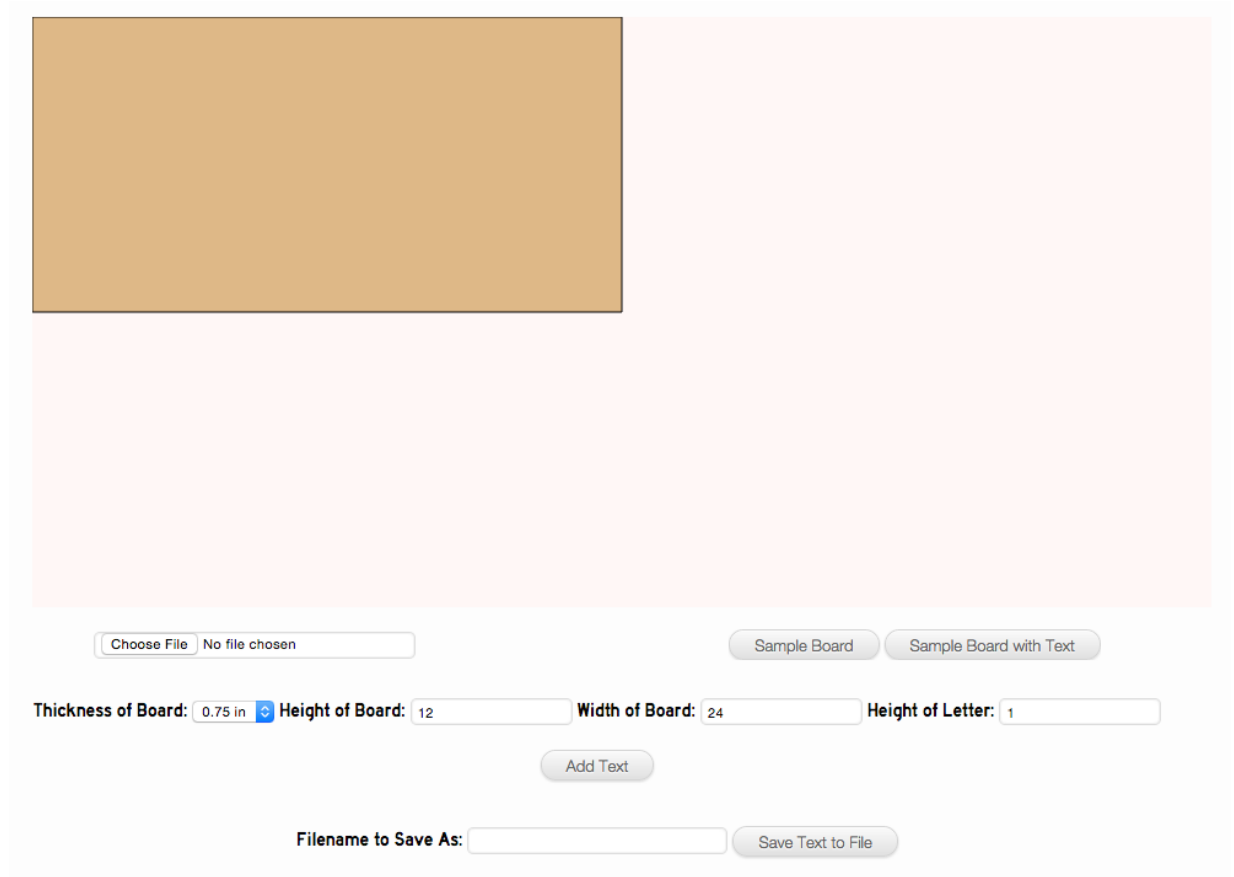 Choose File No file chosen Sample Board Sample Board with Text
Thickness of Board: 0.75 in Height of Board: 12 Width of Board: 24 Height of Letter: 1
Add Text
Filename to Save As: Save Text to File